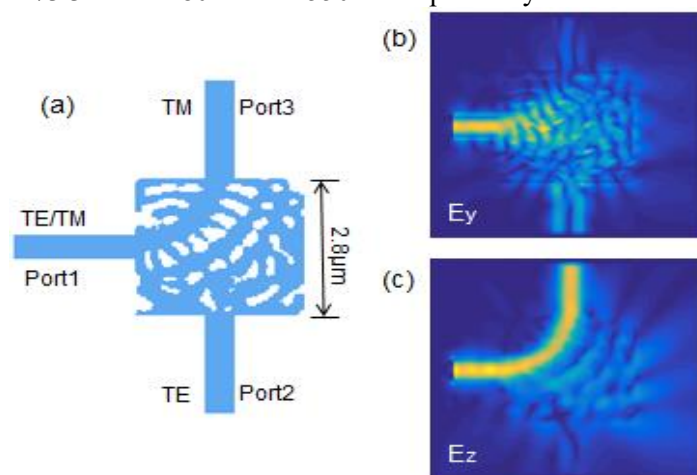 (a)
TM Port3
TE/TM
Port1
2.8μm
TE Port2
(b)
Ey
(c)
Ez